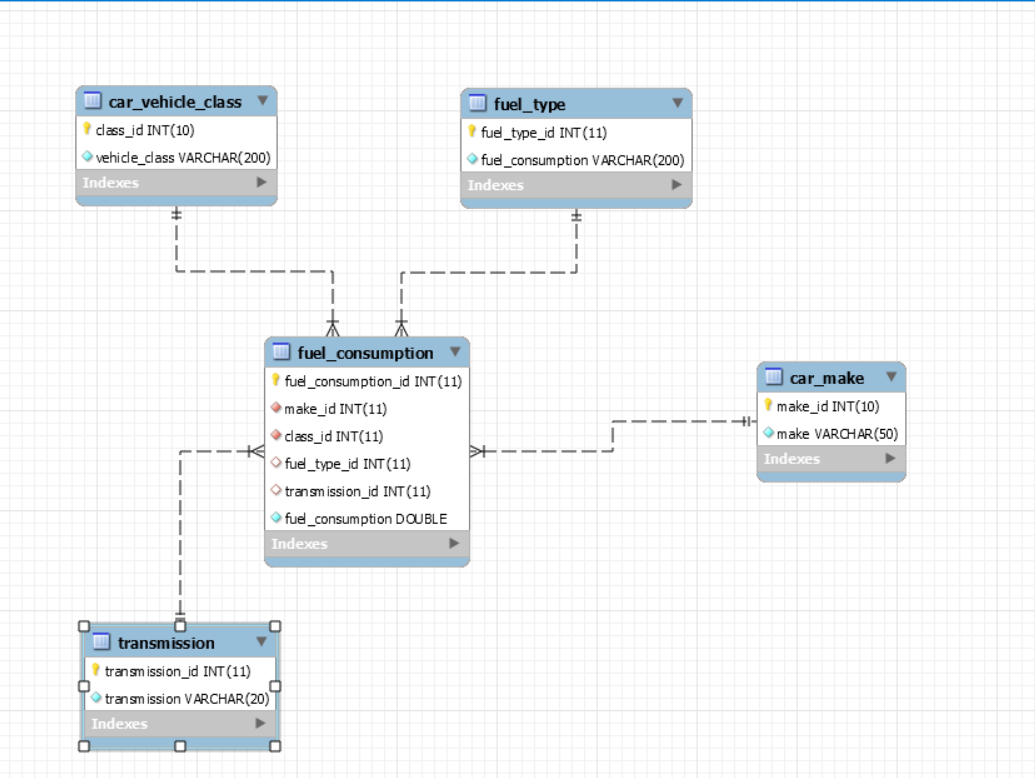 car_vehicle_class
class_id INT(10)
vehicle_class VARCHAR(200)
Indexes
fuel_type
fuel_type_id INT(11)
fuel_consumption VARCHAR(200)
Indexes
fuel_consumption
fuel_consumption_id INT(11)
make_id INT(11)
class_id INT(11)
fuel_type_id INT(11)
transmission_id INT(11)
fuel_consumption DOUBLE
Indexes
car_make
make_id INT(10)
make VARCHAR(50)
Indexes
transmission
transmission_id INT(11)
transmission VARCHAR(20)
Indexes